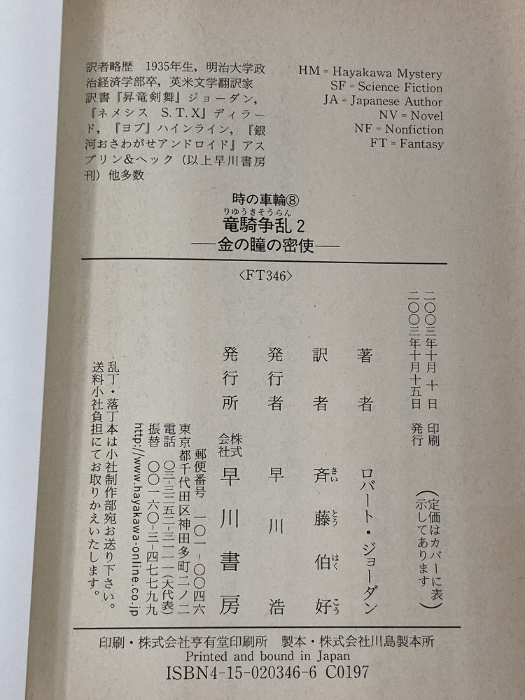 訳者略歴 1935年生,明治大学政
治経済学部卒,英米文学翻訳家
訳書『昇竜剣舞』ジョーダン,
『ネメシス S.T.X』ディラー
ド,『ヨブ』ハインライン,『銀
河おさわがせアンドロイド』アス
プリン&ヘック(以上早川書房
刊)他多数
HM=Hayakawa Mystery
SF=Science Fiction
JA=Japanese Author
NV=Novel
NF=Nonfiction
FT=Fantasy
時の車輪⑧
りゅうきそうらん
竜騎争乱2
―金の瞳の密使―
〈FT346〉
二〇〇三年十月十日 印刷
二〇〇三年十月十五日 発行
(定価はカバーに表示してあります)
著者 ロバート・ジョーダン
訳者 斉藤伯好
さい とう はく こう
発行者 早川浩
発行所 株式会社 早川書房
郵便番号 一〇一-〇〇四六
東京都千代田区神田多町二ノ二
電話 〇三-三二五二-三一一一(大代表)
振替 〇〇一六〇-三-四七七九九
http://www.hayakawa-online.co.jp
乱丁・落丁本は小社制作部宛お送り下さい。
送料小社負担にてお取りかえいたします。
印刷・株式会社亨有堂印刷所 製本・株式会社川島製本所
Printed and bound in Japan
ISBN4-15-020346-6 C0197